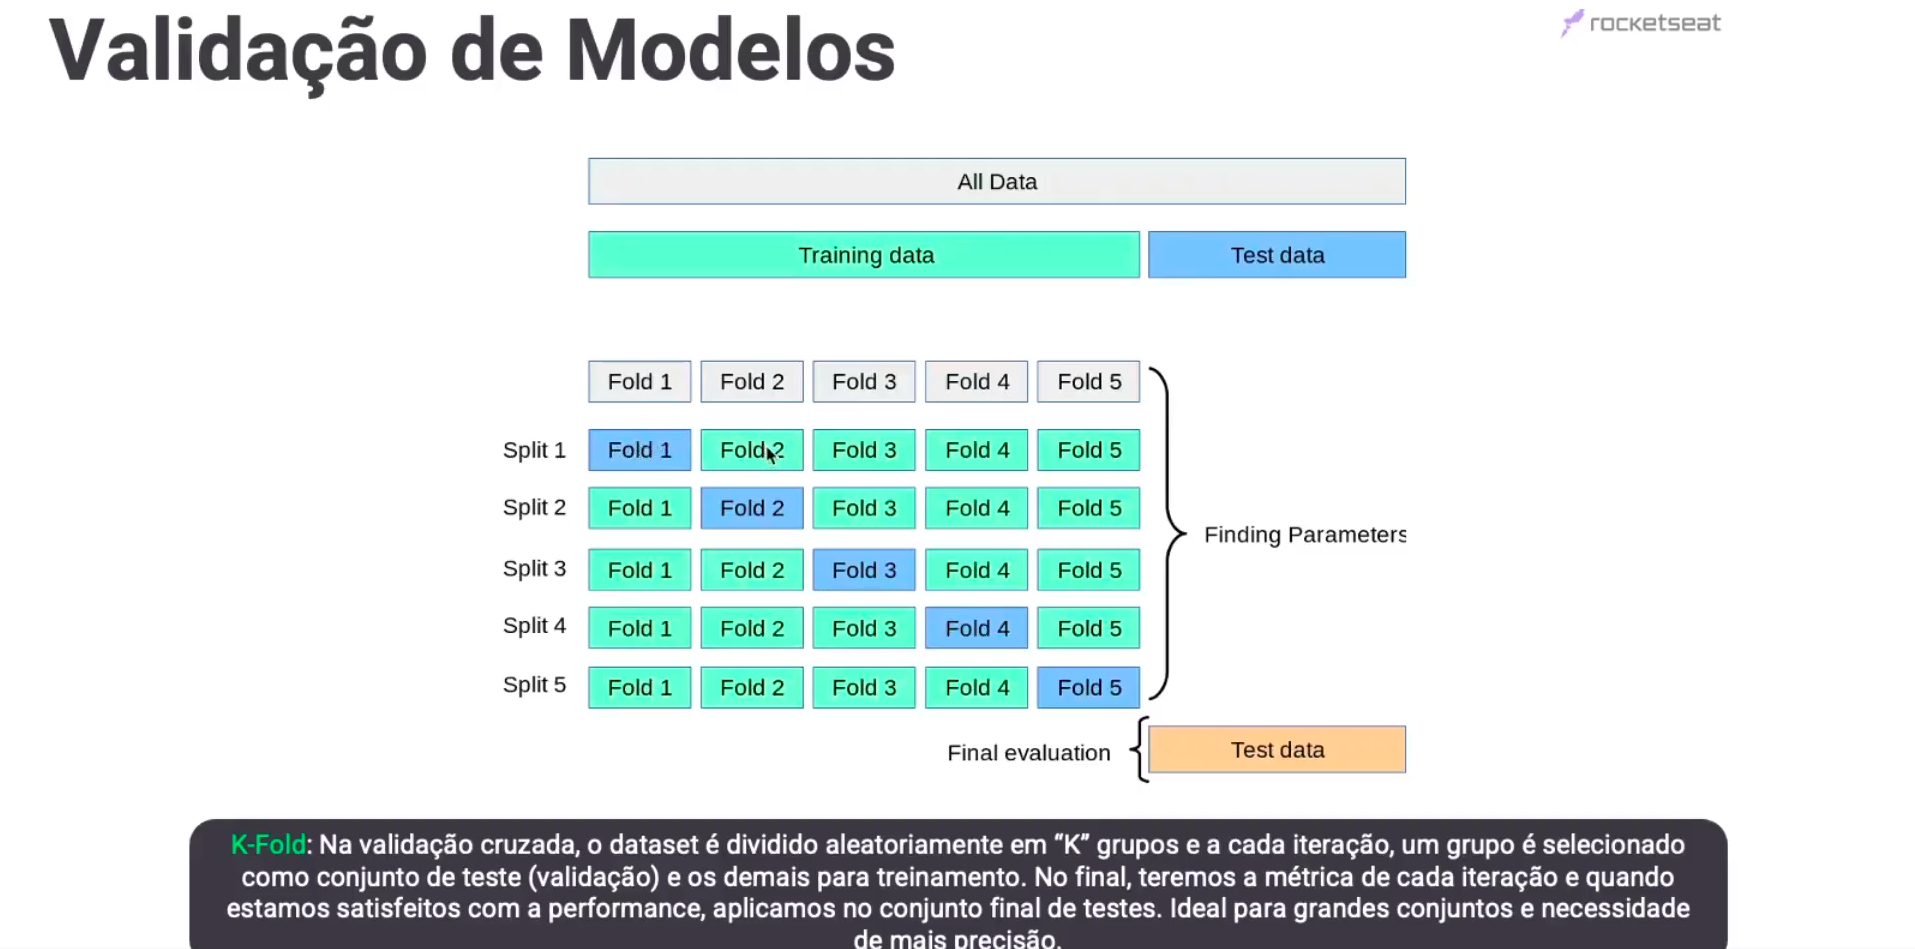 Validação de Modelos
rocketseat
All Data
Training data
Test data
Fold 1 Fold 2 Fold 3 Fold 4 Fold 5
Split 1 Fold 1 Fold 2 Fold 3 Fold 4 Fold 5
Split 2 Fold 1 Fold 2 Fold 3 Fold 4 Fold 5
Finding Parameters
Split 3 Fold 1 Fold 2 Fold 3 Fold 4 Fold 5
Split 4 Fold 1 Fold 2 Fold 3 Fold 4 Fold 5
Split 5 Fold 1 Fold 2 Fold 3 Fold 4 Fold 5
Final evaluation Test data
K-Fold: Na validação cruzada, o dataset é dividido aleatoriamente em “K” grupos e a cada iteração, um grupo é selecionado
como conjunto de teste (validação) e os demais para treinamento. No final, teremos a métrica de cada iteração e quando
estamos satisfeitos com a performance, aplicamos no conjunto final de testes. Ideal para grandes conjuntos e necessidade
de mais precisão.